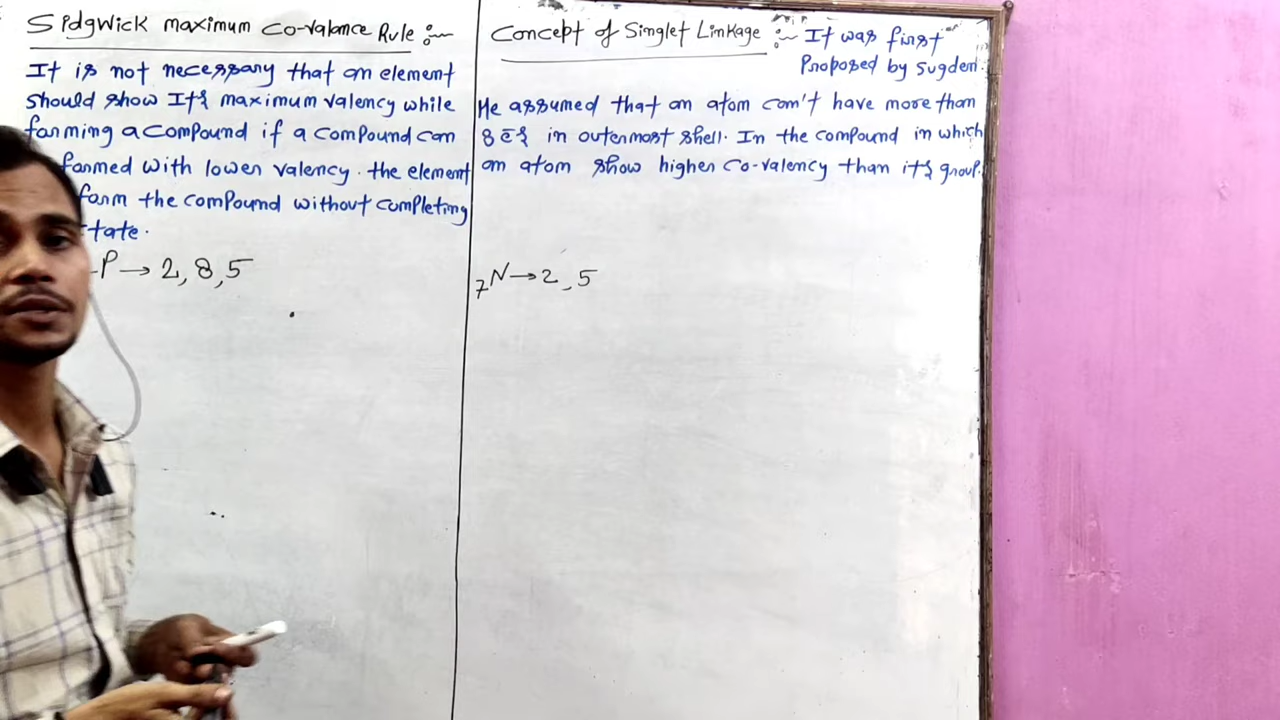 Sidgwick maximum Co-valance Rule :~
It is not necessary that an element
should show Its maximum valency while
forming a compound if a compound can
formed with lower valency. the element
form the compound without completing
tate.
P → 2, 8, 5
Concept of Singlet Linkage :~ It was first
Proposed by Sugden.
He assumed that an atom can't have more than
8 es in outermost shell. In the compound in which
an atom show higher Co-valency than its group.
7N → 2, 5